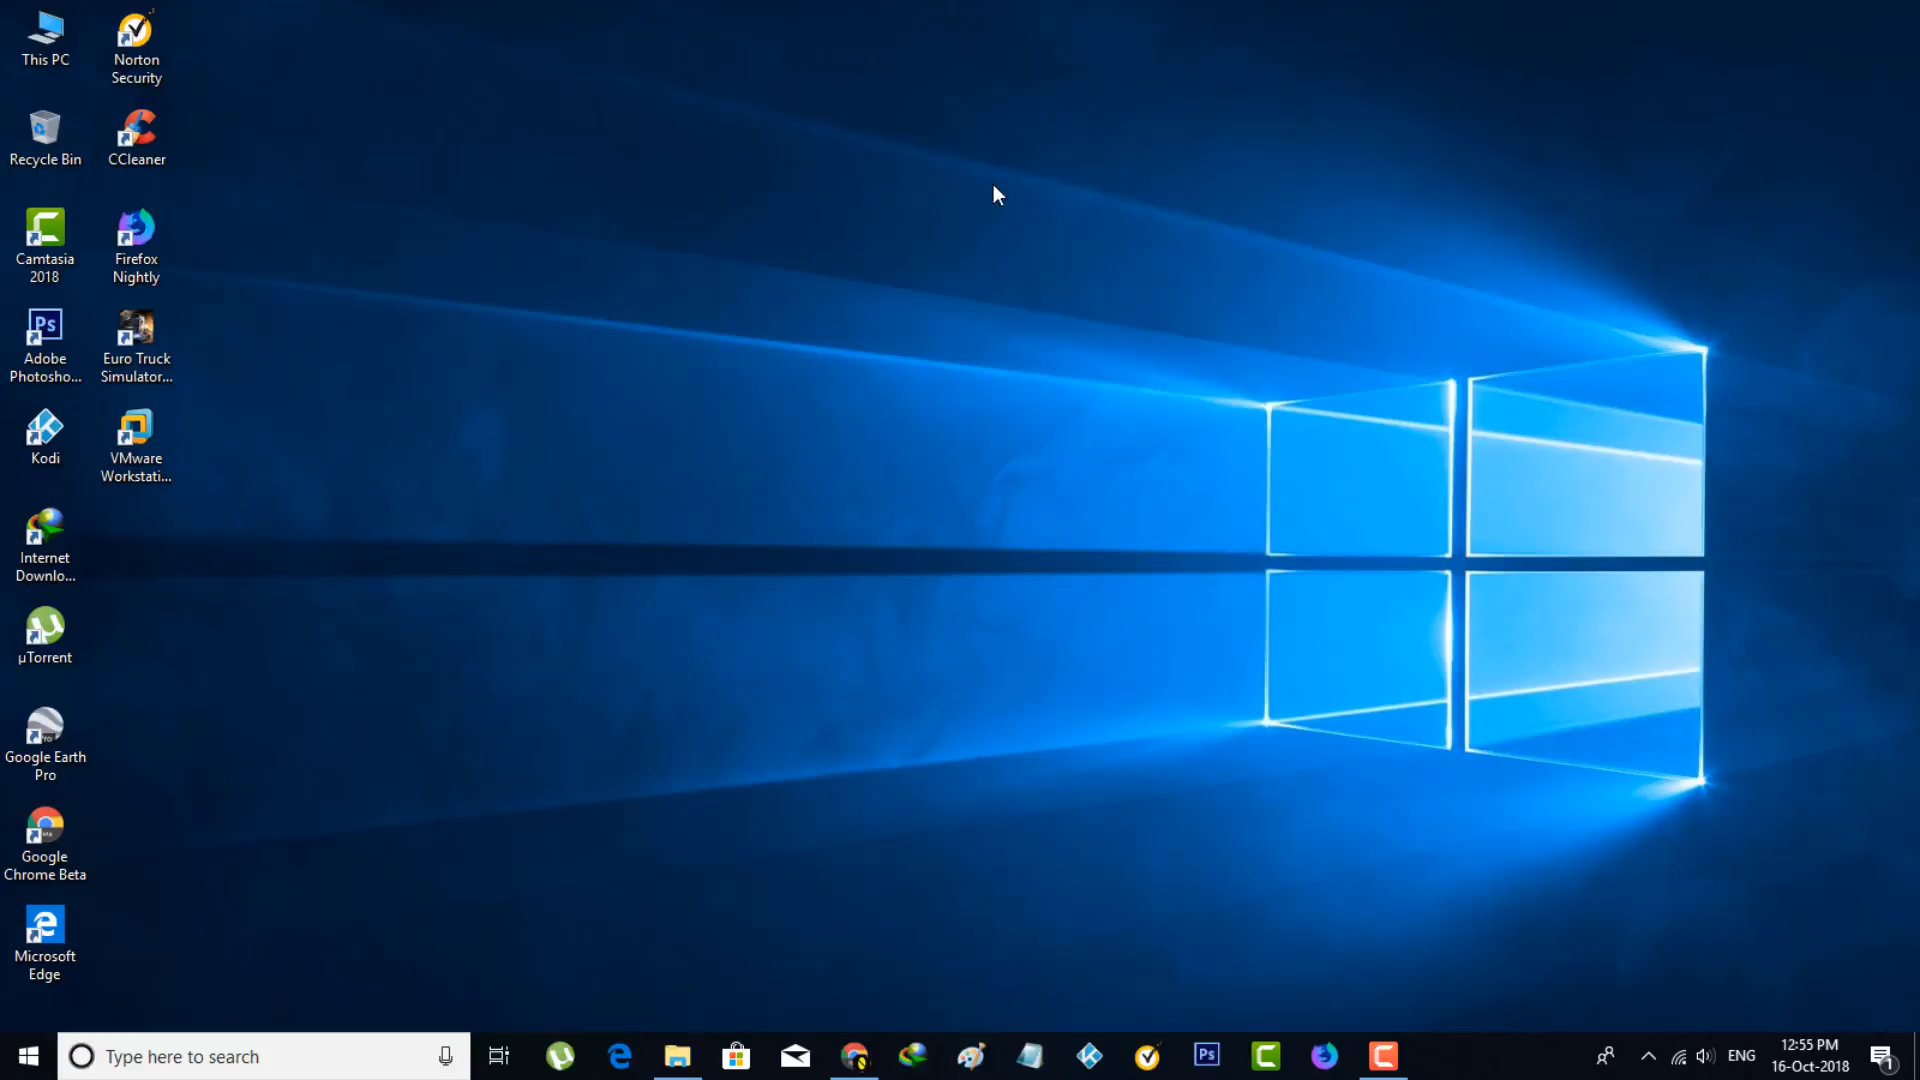 This PC
Norton
Security
Recycle Bin
CCleaner
Camtasia
2018
Firefox
Nightly
Ps
Adobe
Photosho...
Euro Truck
Simulator...
Kodi
VMware
Workstati...
Internet
Downlo...
µTorrent
Google Earth
Pro
Google
Chrome Beta
Microsoft
Edge
Type here to search
Ps
ENG
12:55 PM
16-Oct-2018
1